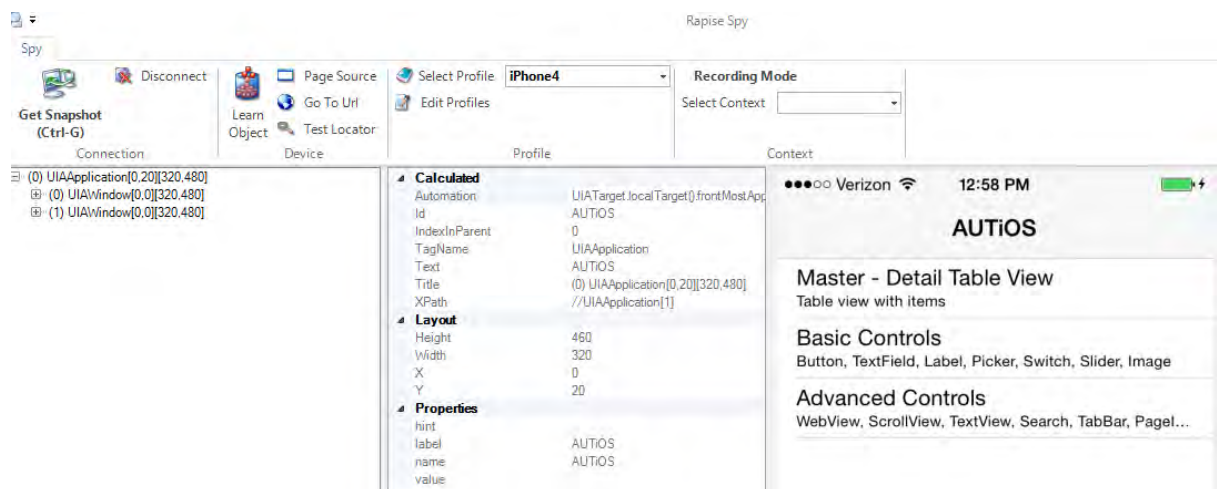 Rapise Spy
Spy
Get Snapshot (Ctrl-G)
Disconnect
Connection
Learn Object
Page Source
Go To Url
Test Locator
Device
Select Profile iPhone4
Edit Profiles
Profile
Recording Mode
Select Context
Context
(0) UIAApplication[0,20][320,480]
(0) UIAWindow[0,0][320,480]
(1) UIAWindow[0,0][320,480]
Calculated
Automation UIATarget.localTarget().frontMostApp
Id AUTiOS
IndexInParent 0
TagName UIAApplication
Text AUTiOS
Title (0) UIAApplication[0,20][320,480]
XPath //UIAApplication[1]
Layout
Height 460
Width 320
X 0
Y 20
Properties
hint
label AUTiOS
name AUTiOS
value
Verizon 12:58 PM
AUTiOS
Master - Detail Table View
Table view with items
Basic Controls
Button, TextField, Label, Picker, Switch, Slider, Image
Advanced Controls
WebView, ScrollView, TextView, Search, TabBar, PageI...